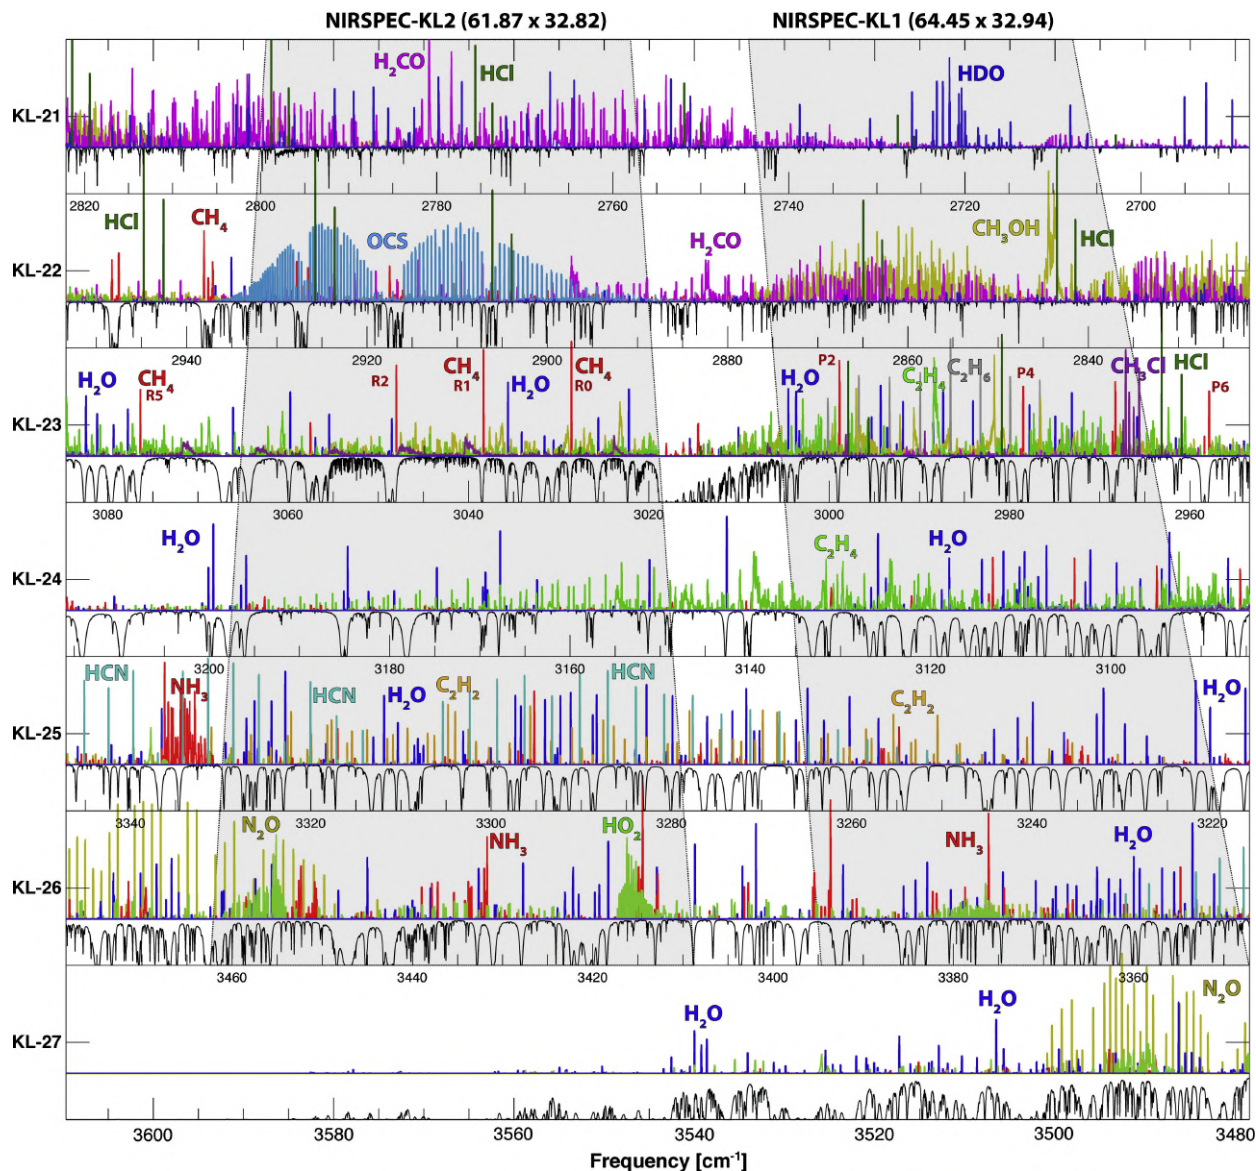 NIRSPEC-KL2 (61.87 x 32.82) NIRSPEC-KL1 (64.45 x 32.94)
KL-21 H₂CO HCl HDO
2820 2800 2780 2760 2740 2720 2700
KL-22 HCl CH₄ OCS H₂CO CH₃OH HCl
2940 2920 2900 2880 2860 2840
KL-23 H₂O CH₄ R5 R2 CH₄ R1 H₂O CH₄ R0 H₂O P2 C₂H₄ C₂H₆ P4 CH₃Cl HCl P6
3080 3060 3040 3020 3000 2980 2960
KL-24 H₂O C₂H₄ H₂O
3200 3180 3160 3140 3120 3100
KL-25 HCN NH₃ HCN H₂O C₂H₂ HCN C₂H₂ H₂O
3340 3320 3300 3280 3260 3240 3220
KL-26 N₂O NH₃ HO₂ NH₃ H₂O
3460 3440 3420 3400 3380 3360
KL-27 H₂O H₂O N₂O
3600 3580 3560 3540 3520 3500 3480
Frequency [cm⁻¹]